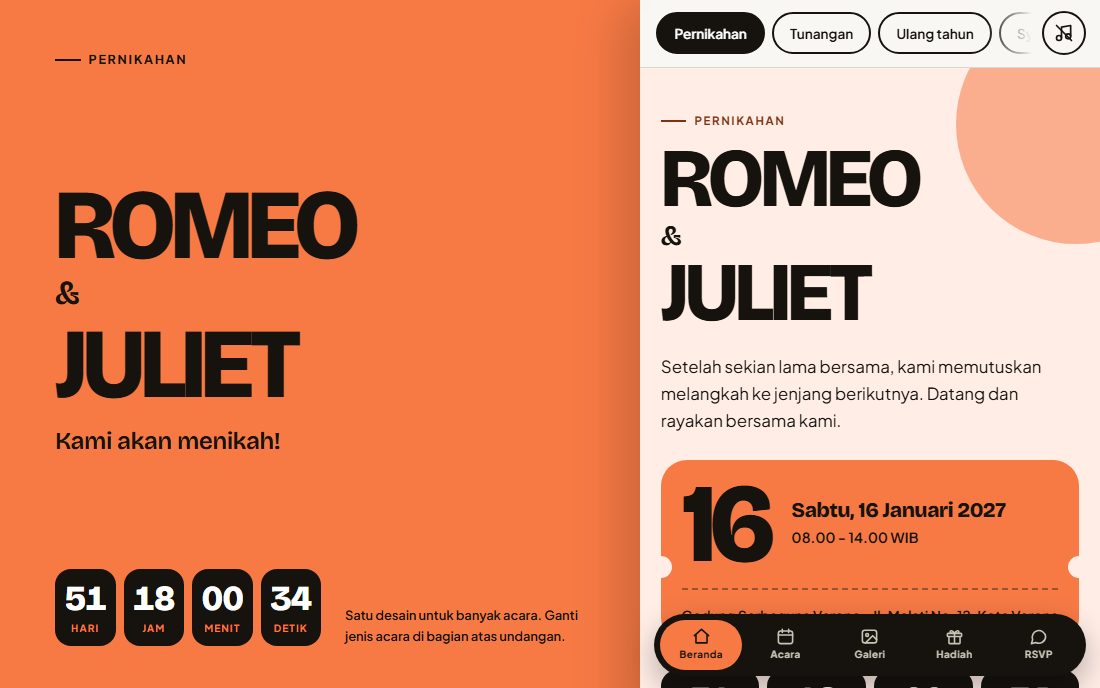 PERNIKAHAN
ROMEO
&
JULIET
Kami akan menikah!
51 18 00 34
HARI JAM MENIT DETIK
Satu desain untuk banyak acara. Ganti
jenis acara di bagian atas undangan.
Pernikahan Tunangan Ulang tahun
PERNIKAHAN
ROMEO
&
JULIET
Setelah sekian lama bersama, kami memutuskan
melangkah ke jenjang berikutnya. Datang dan
rayakan bersama kami.
16
Sabtu, 16 Januari 2027
08.00 – 14.00 WIB
Beranda Acara Galeri Hadiah RSVP